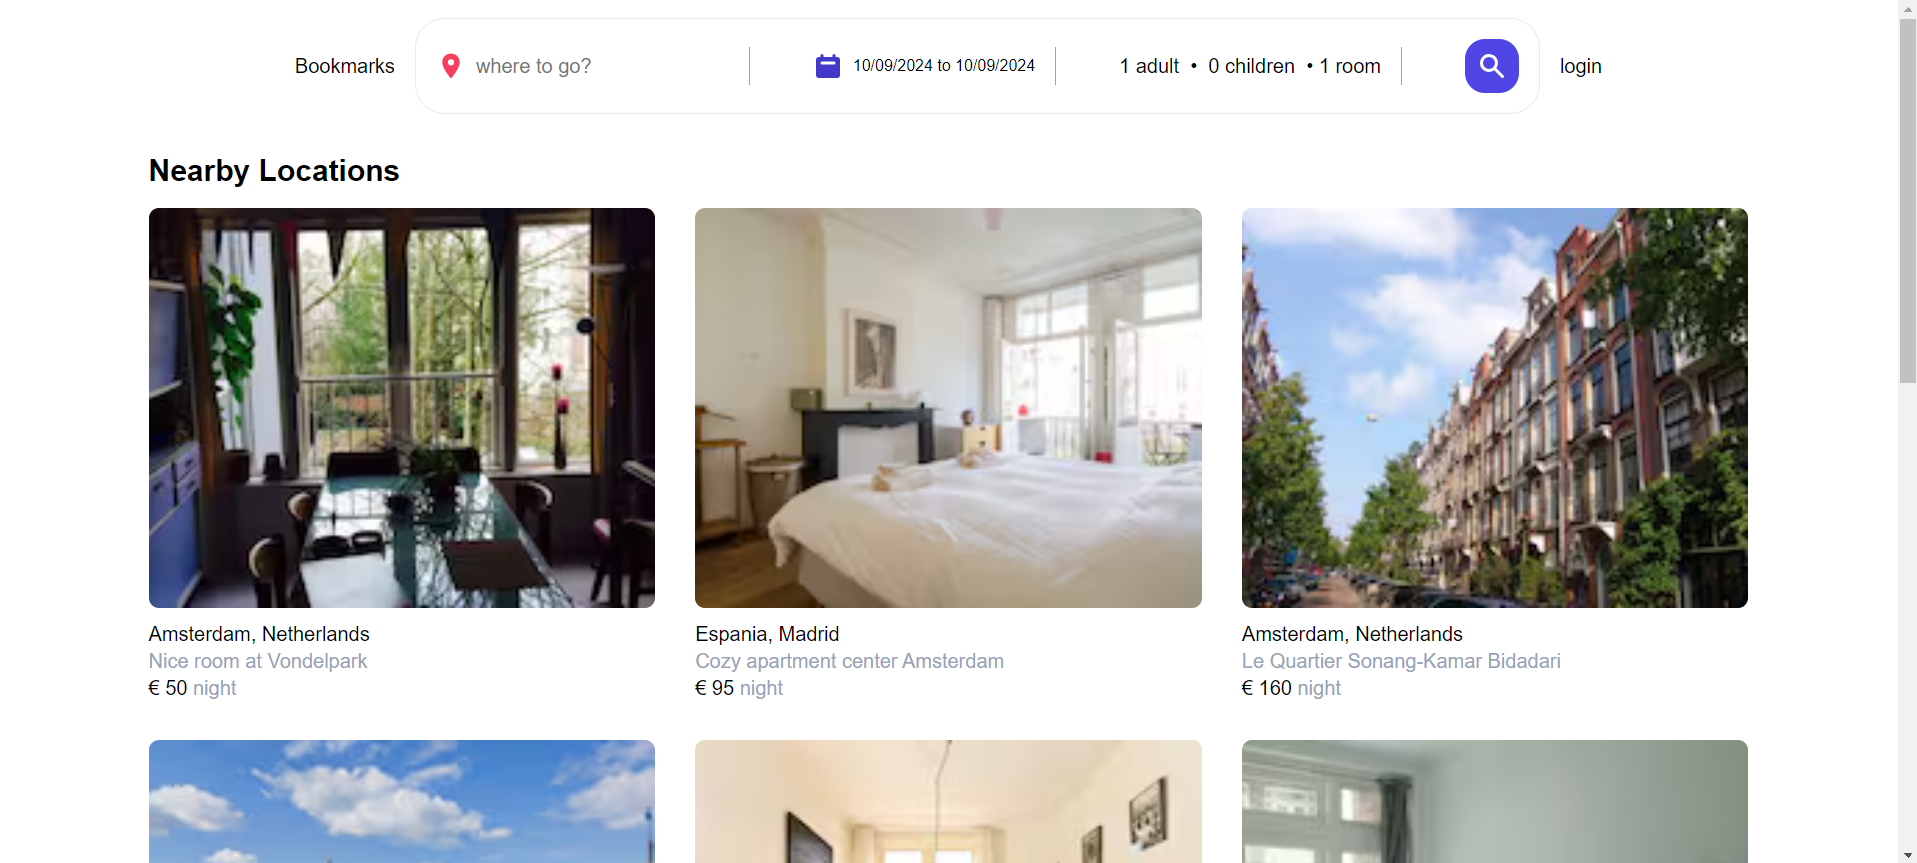 Bookmarks
where to go?
10/09/2024 to 10/09/2024
1 adult • 0 children • 1 room
login
Nearby Locations
Amsterdam, Netherlands
Nice room at Vondelpark
€ 50 night
Espania, Madrid
Cozy apartment center Amsterdam
€ 95 night
Amsterdam, Netherlands
Le Quartier Sonang-Kamar Bidadari
€ 160 night